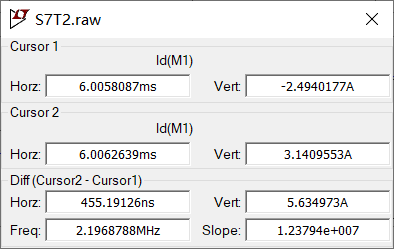 S7T2.raw
Cursor 1
Id(M1)
Horz: 6.0058087ms Vert: -2.4940177A
Cursor 2
Id(M1)
Horz: 6.0062639ms Vert: 3.1409553A
Diff (Cursor2 - Cursor1)
Horz: 455.19126ns Vert: 5.634973A
Freq: 2.1968788MHz Slope: 1.23794e+007